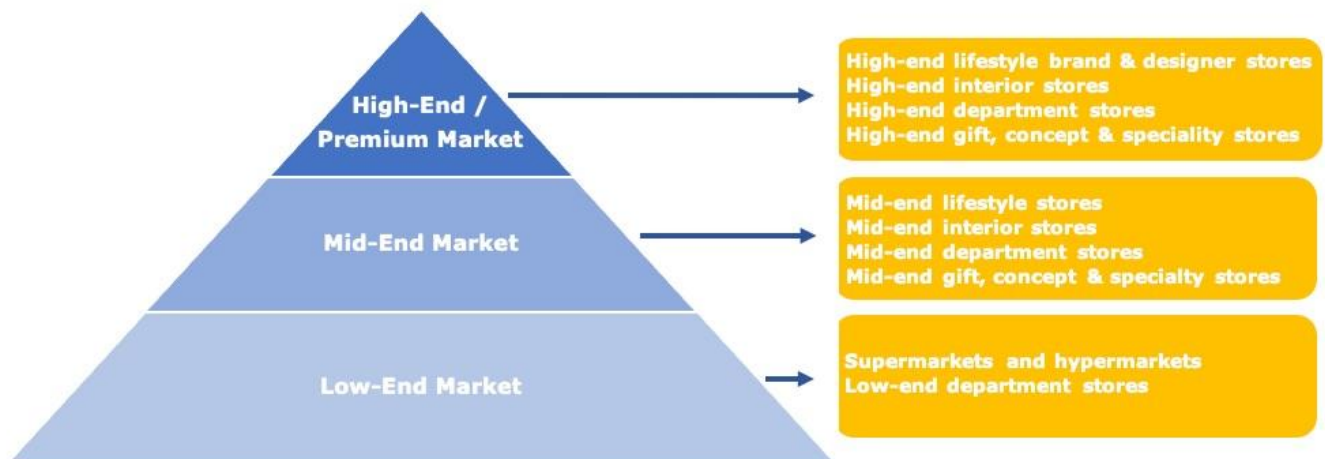 High-End /
Premium Market
High-end lifestyle brand & designer stores
High-end interior stores
High-end department stores
High-end gift, concept & speciality stores
Mid-End Market
Mid-end lifestyle stores
Mid-end interior stores
Mid-end department stores
Mid-end gift, concept & specialty stores
Low-End Market
Supermarkets and hypermarkets
Low-end department stores